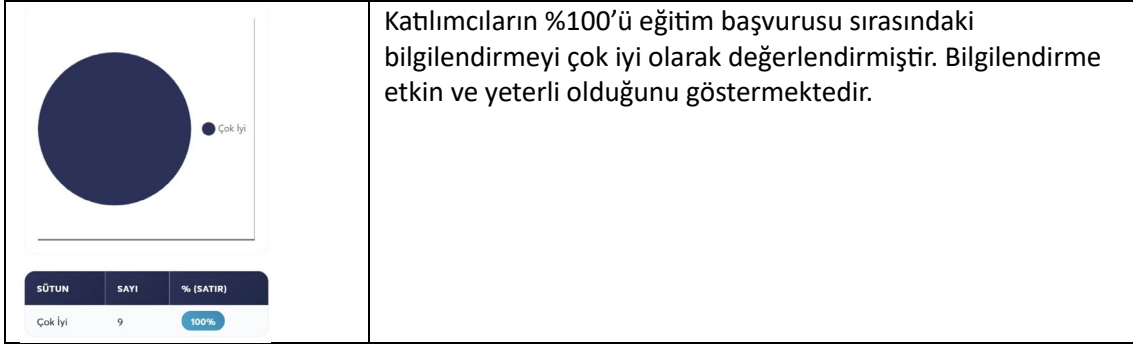 Çok İyi
SÜTUN SAYI % (SATIR)
Çok İyi 9 100%
Katılımcıların %100’ü eğitim başvurusu sırasındaki
bilgilendirmeyi çok iyi olarak değerlendirmiştir. Bilgilendirme
etkin ve yeterli olduğunu göstermektedir.